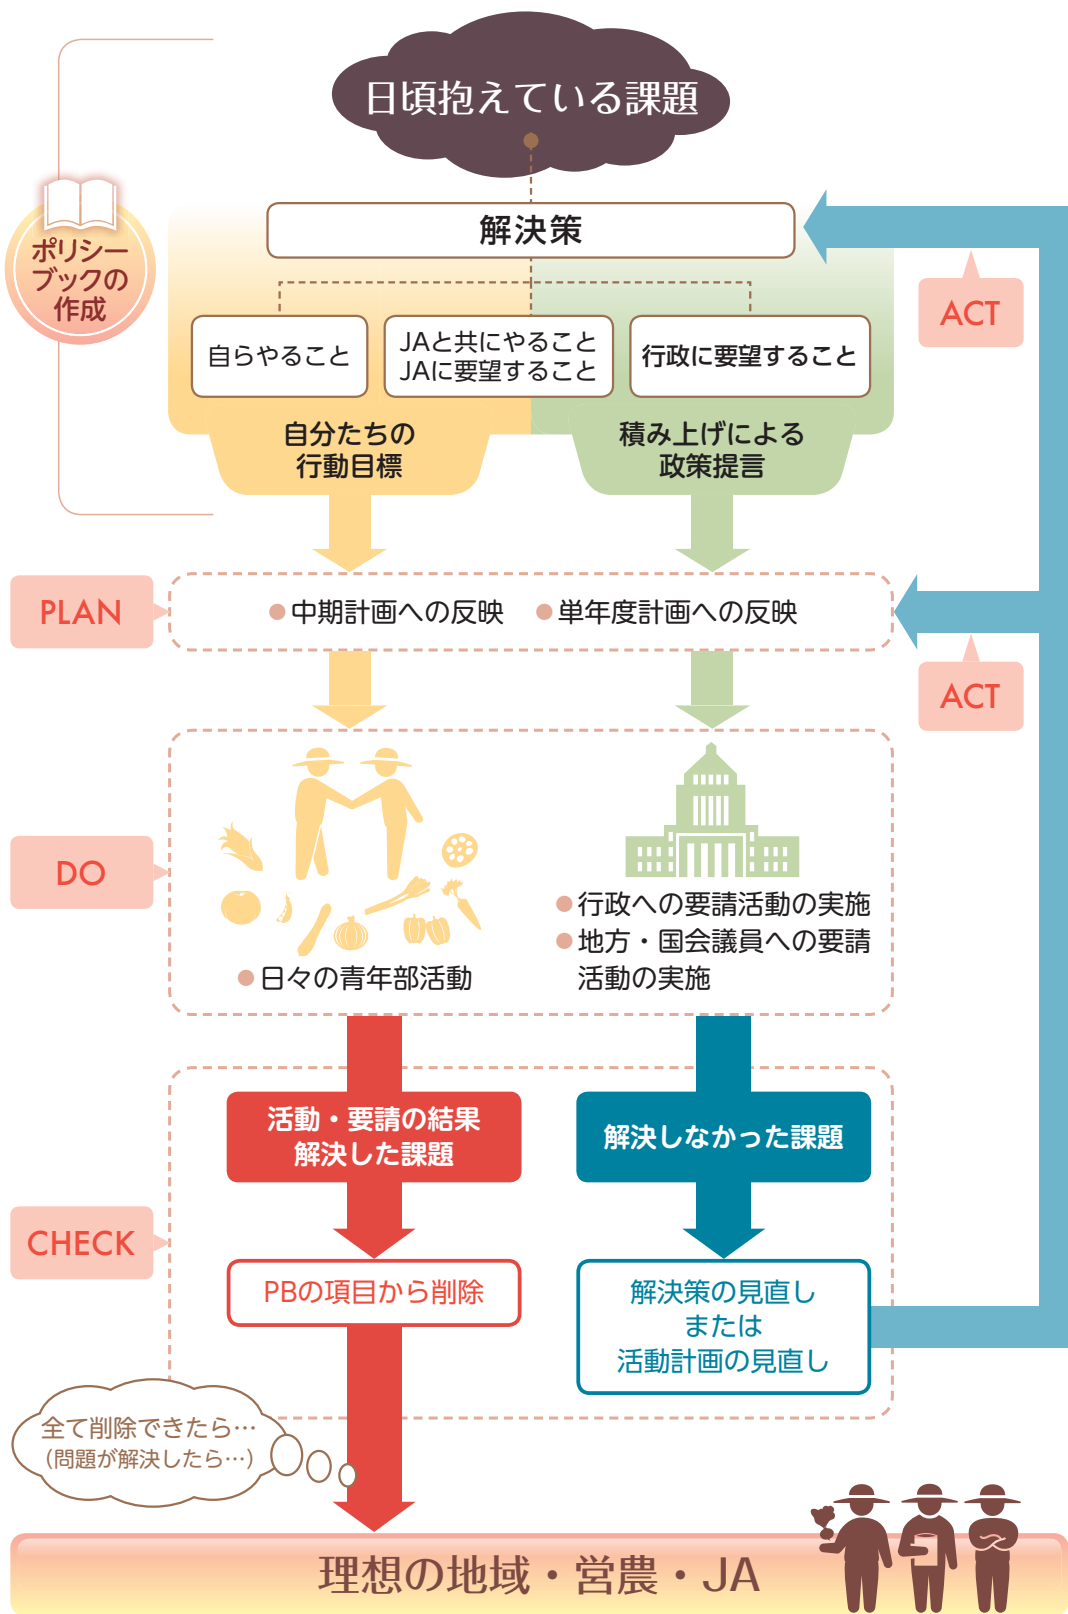 日頃抱えている課題
ポリシー
ブックの
作成
解決策
ACT
自らやること
JAと共にやること
JAに要望すること
行政に要望すること
自分たちの
行動目標
積み上げによる
政策提言
PLAN
●中期計画への反映 ●単年度計画への反映
ACT
DO
●日々の青年部活動
●行政への要請活動の実施
●地方・国会議員への要請
活動の実施
CHECK
活動・要請の結果
解決した課題
解決しなかった課題
PBの項目から削除
解決策の見直し
または
活動計画の見直し
全て削除できたら…
（問題が解決したら…）
理想の地域・営農・JA